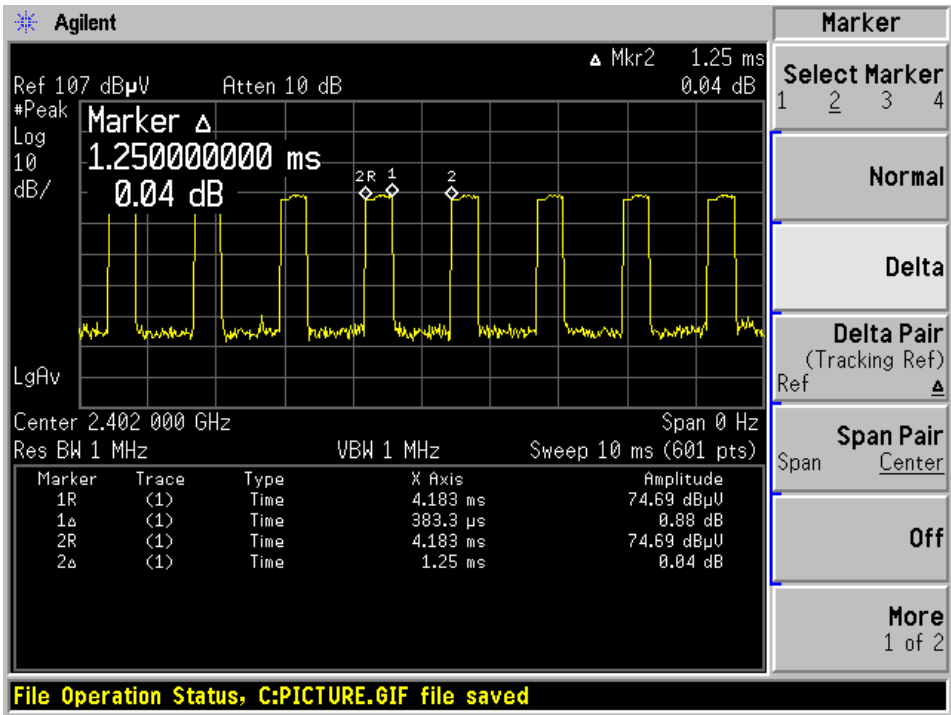 Agilent
Marker
Δ Mkr2 1.25 ms
Ref 107 dBµV Atten 10 dB 0.04 dB
#Peak
Log
10
dB/
Marker Δ
1.250000000 ms
0.04 dB
2R 1 2
LgAv
Center 2.402 000 GHz Span 0 Hz
Res BW 1 MHz VBW 1 MHz Sweep 10 ms (601 pts)
Marker Trace Type X Axis Amplitude
1R (1) Time 4.183 ms 74.69 dBµV
1Δ (1) Time 383.3 µs 0.88 dB
2R (1) Time 4.183 ms 74.69 dBµV
2Δ (1) Time 1.25 ms 0.04 dB
Select Marker
1 2 3 4
Normal
Delta
Delta Pair
(Tracking Ref)
Ref Δ
Span Pair
Span Center
Off
More
1 of 2
File Operation Status, C:PICTURE.GIF file saved